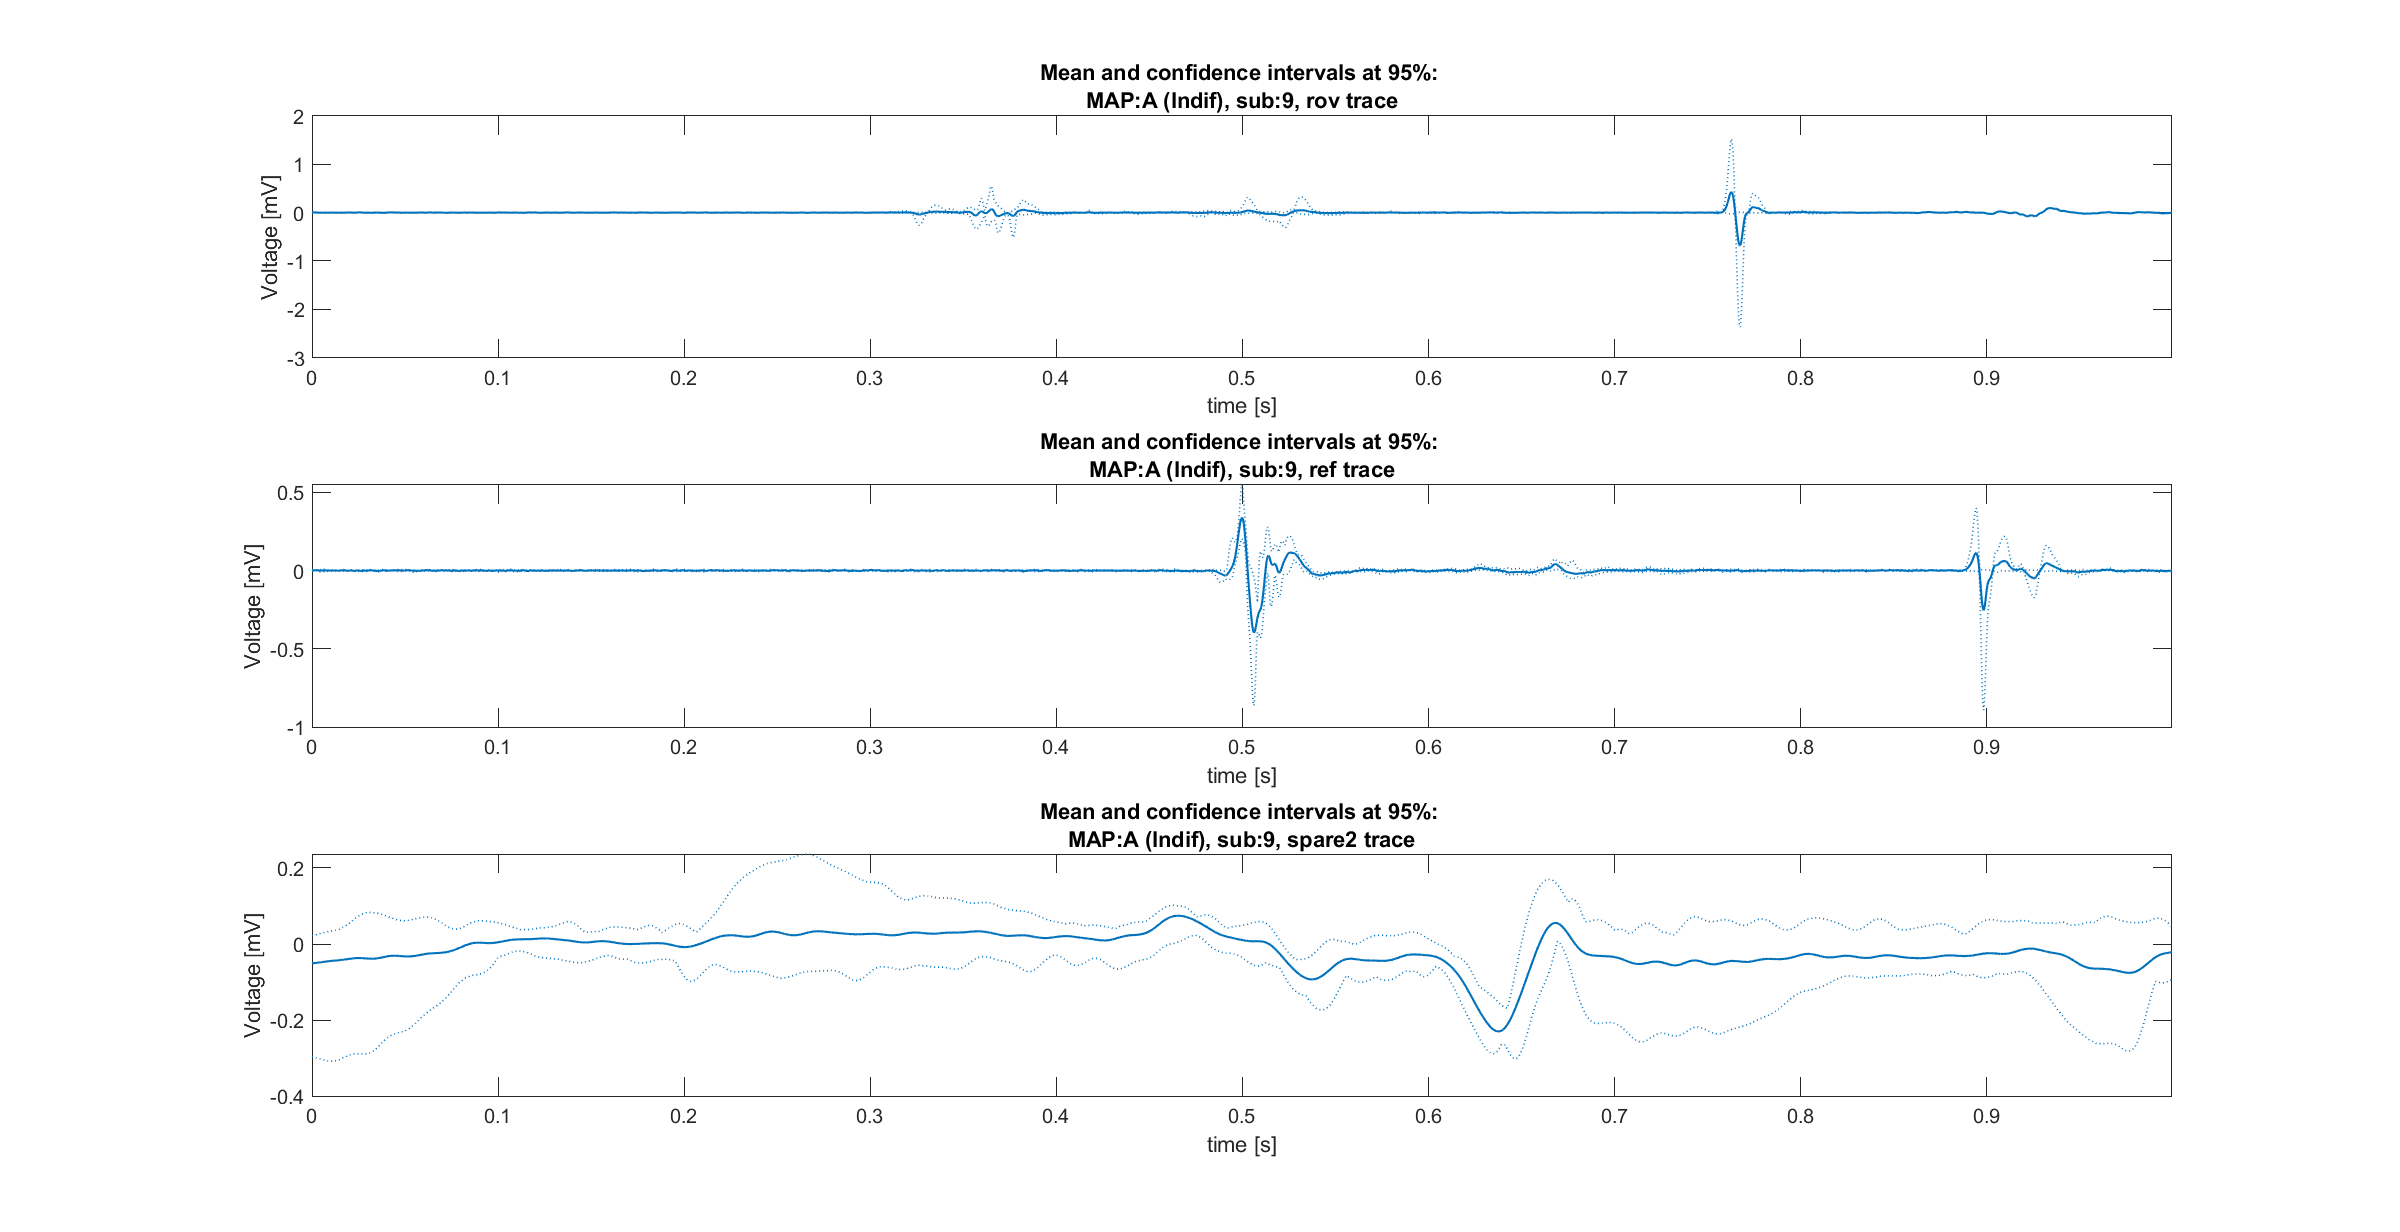 Mean and confidence intervals at 95%:
MAP:A (Indif), sub:9, rov trace
Voltage [mV]
2
1
0
-1
-2
-3
0 0.1 0.2 0.3 0.4 0.5 0.6 0.7 0.8 0.9
time [s]
Mean and confidence intervals at 95%:
MAP:A (Indif), sub:9, ref trace
Voltage [mV]
0.5
0
-0.5
-1
0 0.1 0.2 0.3 0.4 0.5 0.6 0.7 0.8 0.9
time [s]
Mean and confidence intervals at 95%:
MAP:A (Indif), sub:9, spare2 trace
Voltage [mV]
0.2
0
-0.2
-0.4
0 0.1 0.2 0.3 0.4 0.5 0.6 0.7 0.8 0.9
time [s]